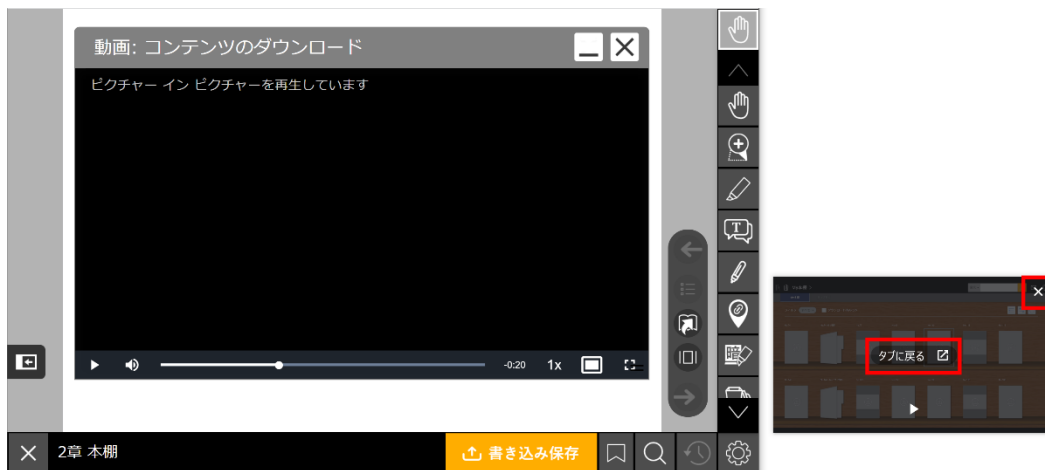 動画: コンテンツのダウンロード
ピクチャー イン ピクチャーを再生しています
-0:20
1x
T
暗
タブに戻る
2章 本棚
書き込み保存